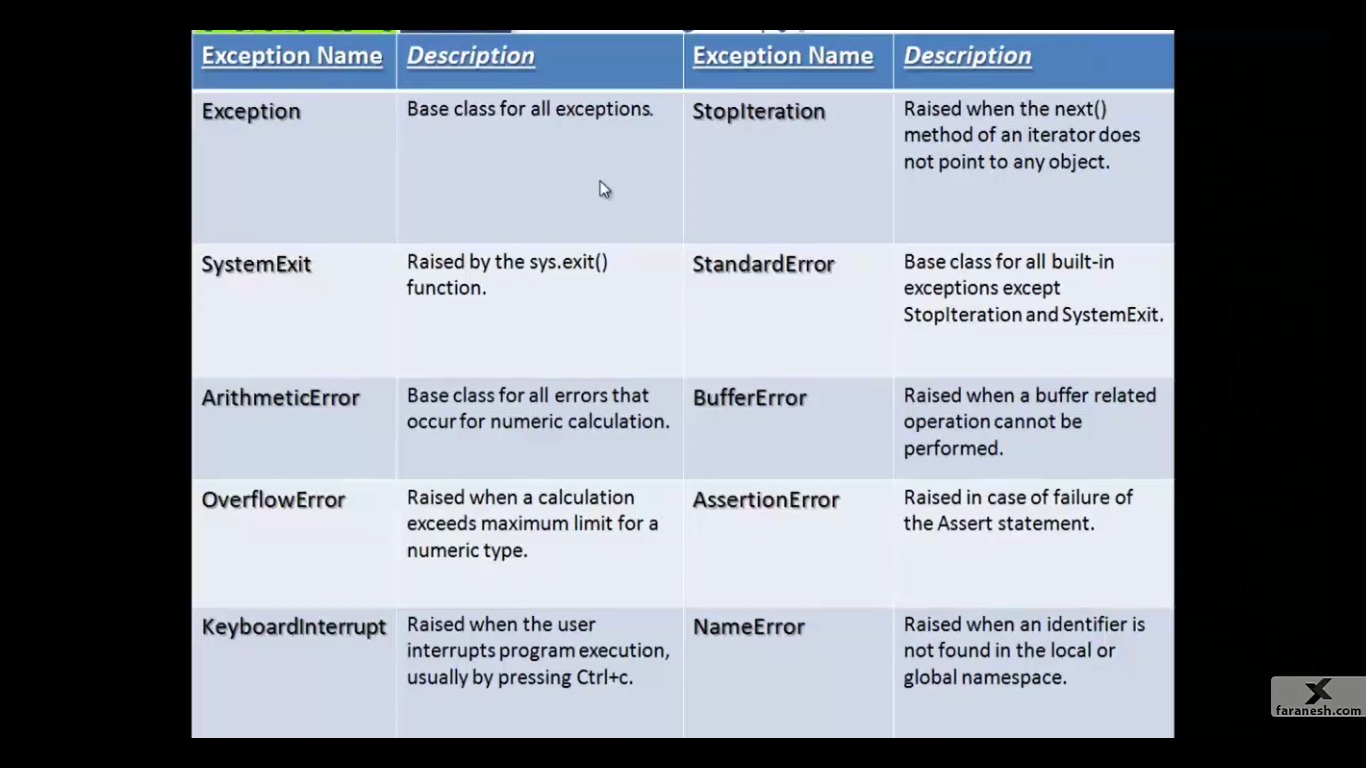 Exception Name Description Exception Name Description
Exception
Base class for all exceptions.
StopIteration
Raised when the next()
method of an iterator does
not point to any object.
SystemExit
Raised by the sys.exit()
function.
StandardError
Base class for all built-in
exceptions except
StopIteration and SystemExit.
ArithmeticError
Base class for all errors that
occur for numeric calculation.
BufferError
Raised when a buffer related
operation cannot be
performed.
OverflowError
Raised when a calculation
exceeds maximum limit for a
numeric type.
AssertionError
Raised in case of failure of
the Assert statement.
KeyboardInterrupt
Raised when the user
interrupts program execution,
usually by pressing Ctrl+c.
NameError
Raised when an identifier is
not found in the local or
global namespace.
faranesh.com